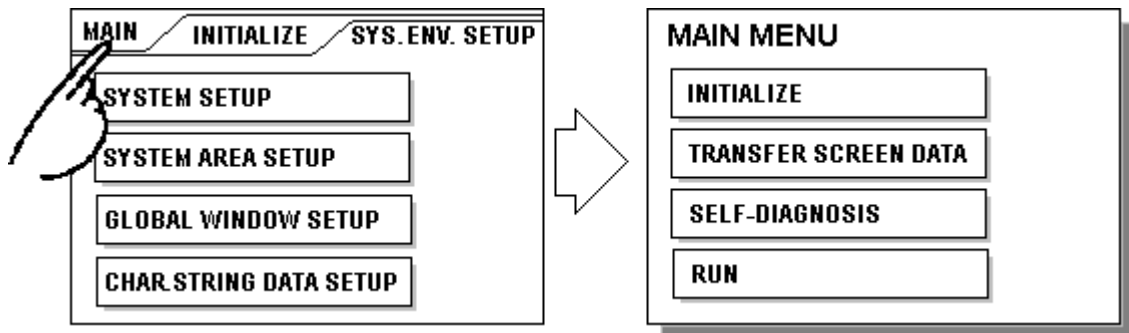 MAIN INITIALIZE SYS.ENV. SETUP
SYSTEM SETUP
SYSTEM AREA SETUP
GLOBAL WINDOW SETUP
CHAR.STRING DATA SETUP
MAIN MENU
INITIALIZE
TRANSFER SCREEN DATA
SELF-DIAGNOSIS
RUN